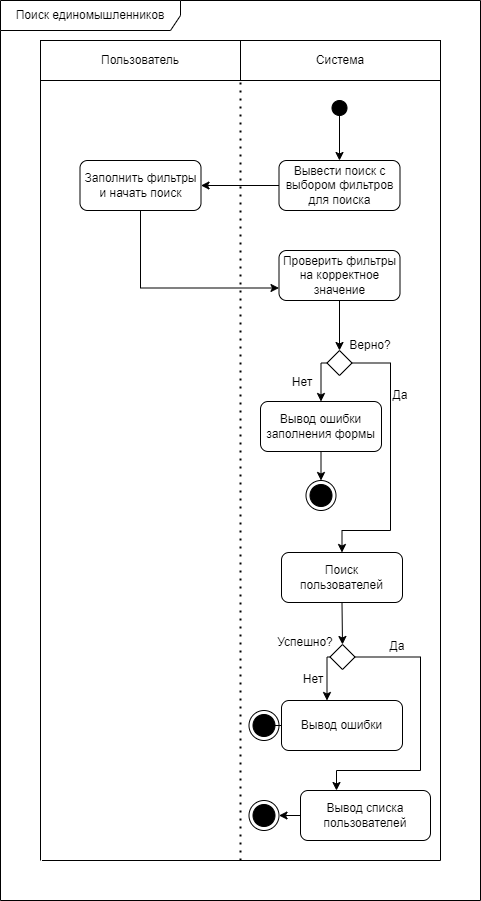 Поиск единомышленников
Пользователь
Система
Вывести поиск с
выбором фильтров
для поиска
Заполнить фильтры
и начать поиск
Проверить фильтры
на корректное
значение
Верно?
Нет
Да
Вывод ошибки
заполнения формы
Поиск
пользователей
Успешно?
Да
Нет
Вывод ошибки
Вывод списка
пользователей